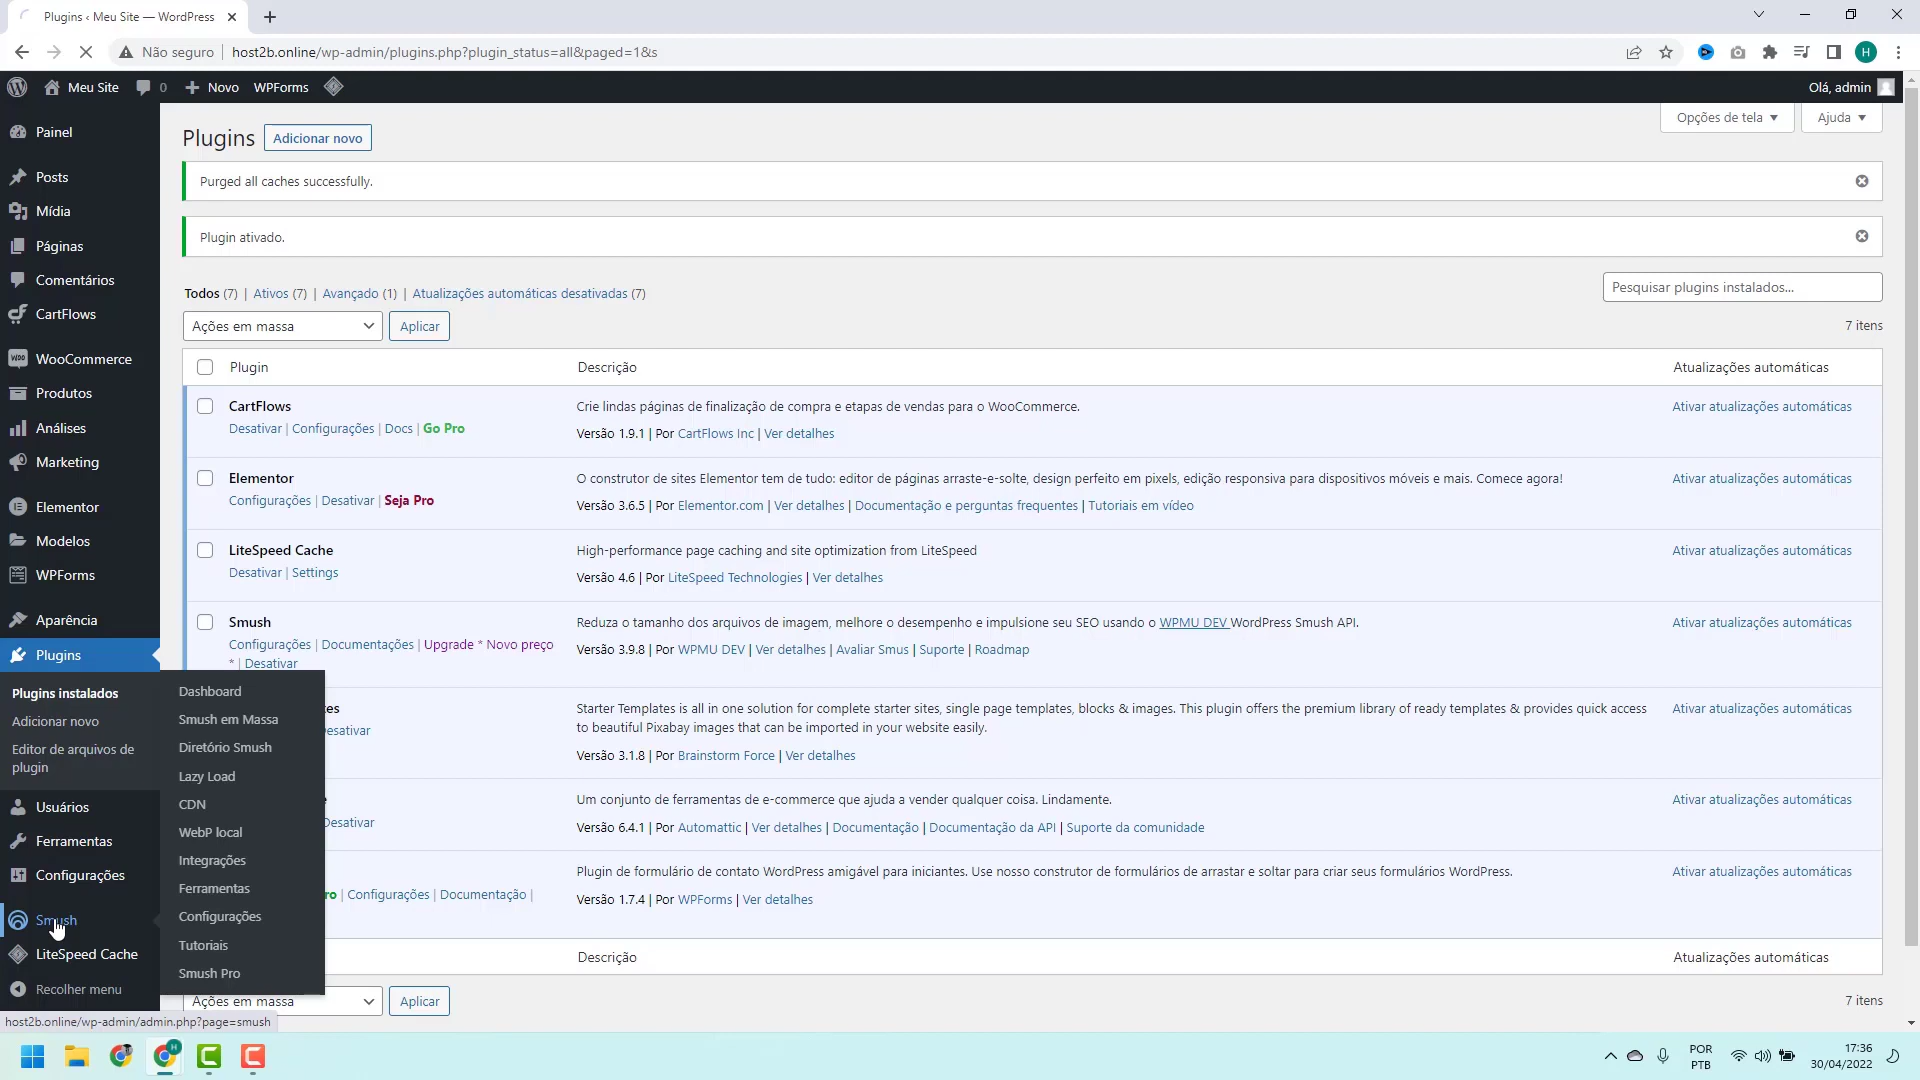 Plugins ‹ Meu Site — WordPress
Não seguro
host2b.online/wp-admin/plugins.php?plugin_status=all&paged=1&s
H
Meu Site
0
Novo
WPForms
Olá, admin
Painel
Posts
Mídia
Páginas
Comentários
CartFlows
WooCommerce
Produtos
Análises
Marketing
Elementor
Modelos
WPForms
Aparência
Plugins
Plugins instalados
Adicionar novo
Editor de arquivos de
plugin
Usuários
Ferramentas
Configurações
Smush
LiteSpeed Cache
Recolher menu
Dashboard
Smush em Massa
Diretório Smush
Lazy Load
CDN
WebP local
Integrações
Ferramentas
Configurações
Tutoriais
Smush Pro
Opções de tela
Ajuda
Plugins
Adicionar novo
Purged all caches successfully.
Plugin ativado.
Todos (7) | Ativos (7) | Avançado (1) | Atualizações automáticas desativadas (7)
Pesquisar plugins instalados...
Ações em massa
Aplicar
7 itens
Plugin
Descrição
Atualizações automáticas
CartFlows
Desativar | Configurações | Docs | Go Pro
Crie lindas páginas de finalização de compra e etapas de vendas para o WooCommerce.
Versão 1.9.1 | Por CartFlows Inc | Ver detalhes
Ativar atualizações automáticas
Elementor
Configurações | Desativar | Seja Pro
O construtor de sites Elementor tem de tudo: editor de páginas arraste-e-solte, design perfeito em pixels, edição responsiva para dispositivos móveis e mais. Comece agora!
Versão 3.6.5 | Por Elementor.com | Ver detalhes | Documentação e perguntas frequentes | Tutoriais em vídeo
Ativar atualizações automáticas
LiteSpeed Cache
Desativar | Settings
High-performance page caching and site optimization from LiteSpeed
Versão 4.6 | Por LiteSpeed Technologies | Ver detalhes
Ativar atualizações automáticas
Smush
Configurações | Documentações | Upgrade * Novo preço
* | Desativar
Reduza o tamanho dos arquivos de imagem, melhore o desempenho e impulsione seu SEO usando o WPMU DEV WordPress Smush API.
Versão 3.9.8 | Por WPMU DEV | Ver detalhes | Avaliar Smus | Suporte | Roadmap
Ativar atualizações automáticas
tes
Desativar
Starter Templates is all in one solution for complete starter sites, single page templates, blocks & images. This plugin offers the premium library of ready templates & provides quick access
to beautiful Pixabay images that can be imported in your website easily.
Versão 3.1.8 | Por Brainstorm Force | Ver detalhes
Ativar atualizações automáticas
Desativar
Um conjunto de ferramentas de e-commerce que ajuda a vender qualquer coisa. Lindamente.
Versão 6.4.1 | Por Automattic | Ver detalhes | Documentação | Documentação da API | Suporte da comunidade
Ativar atualizações automáticas
ro | Configurações | Documentação |
Plugin de formulário de contato WordPress amigável para iniciantes. Use nosso construtor de formulários de arrastar e soltar para criar seus formulários WordPress.
Versão 1.7.4 | Por WPForms | Ver detalhes
Ativar atualizações automáticas
Descrição
Atualizações automáticas
Ações em massa
Aplicar
7 itens
host2b.online/wp-admin/admin.php?page=smush
POR
PTB
17:36
30/04/2022